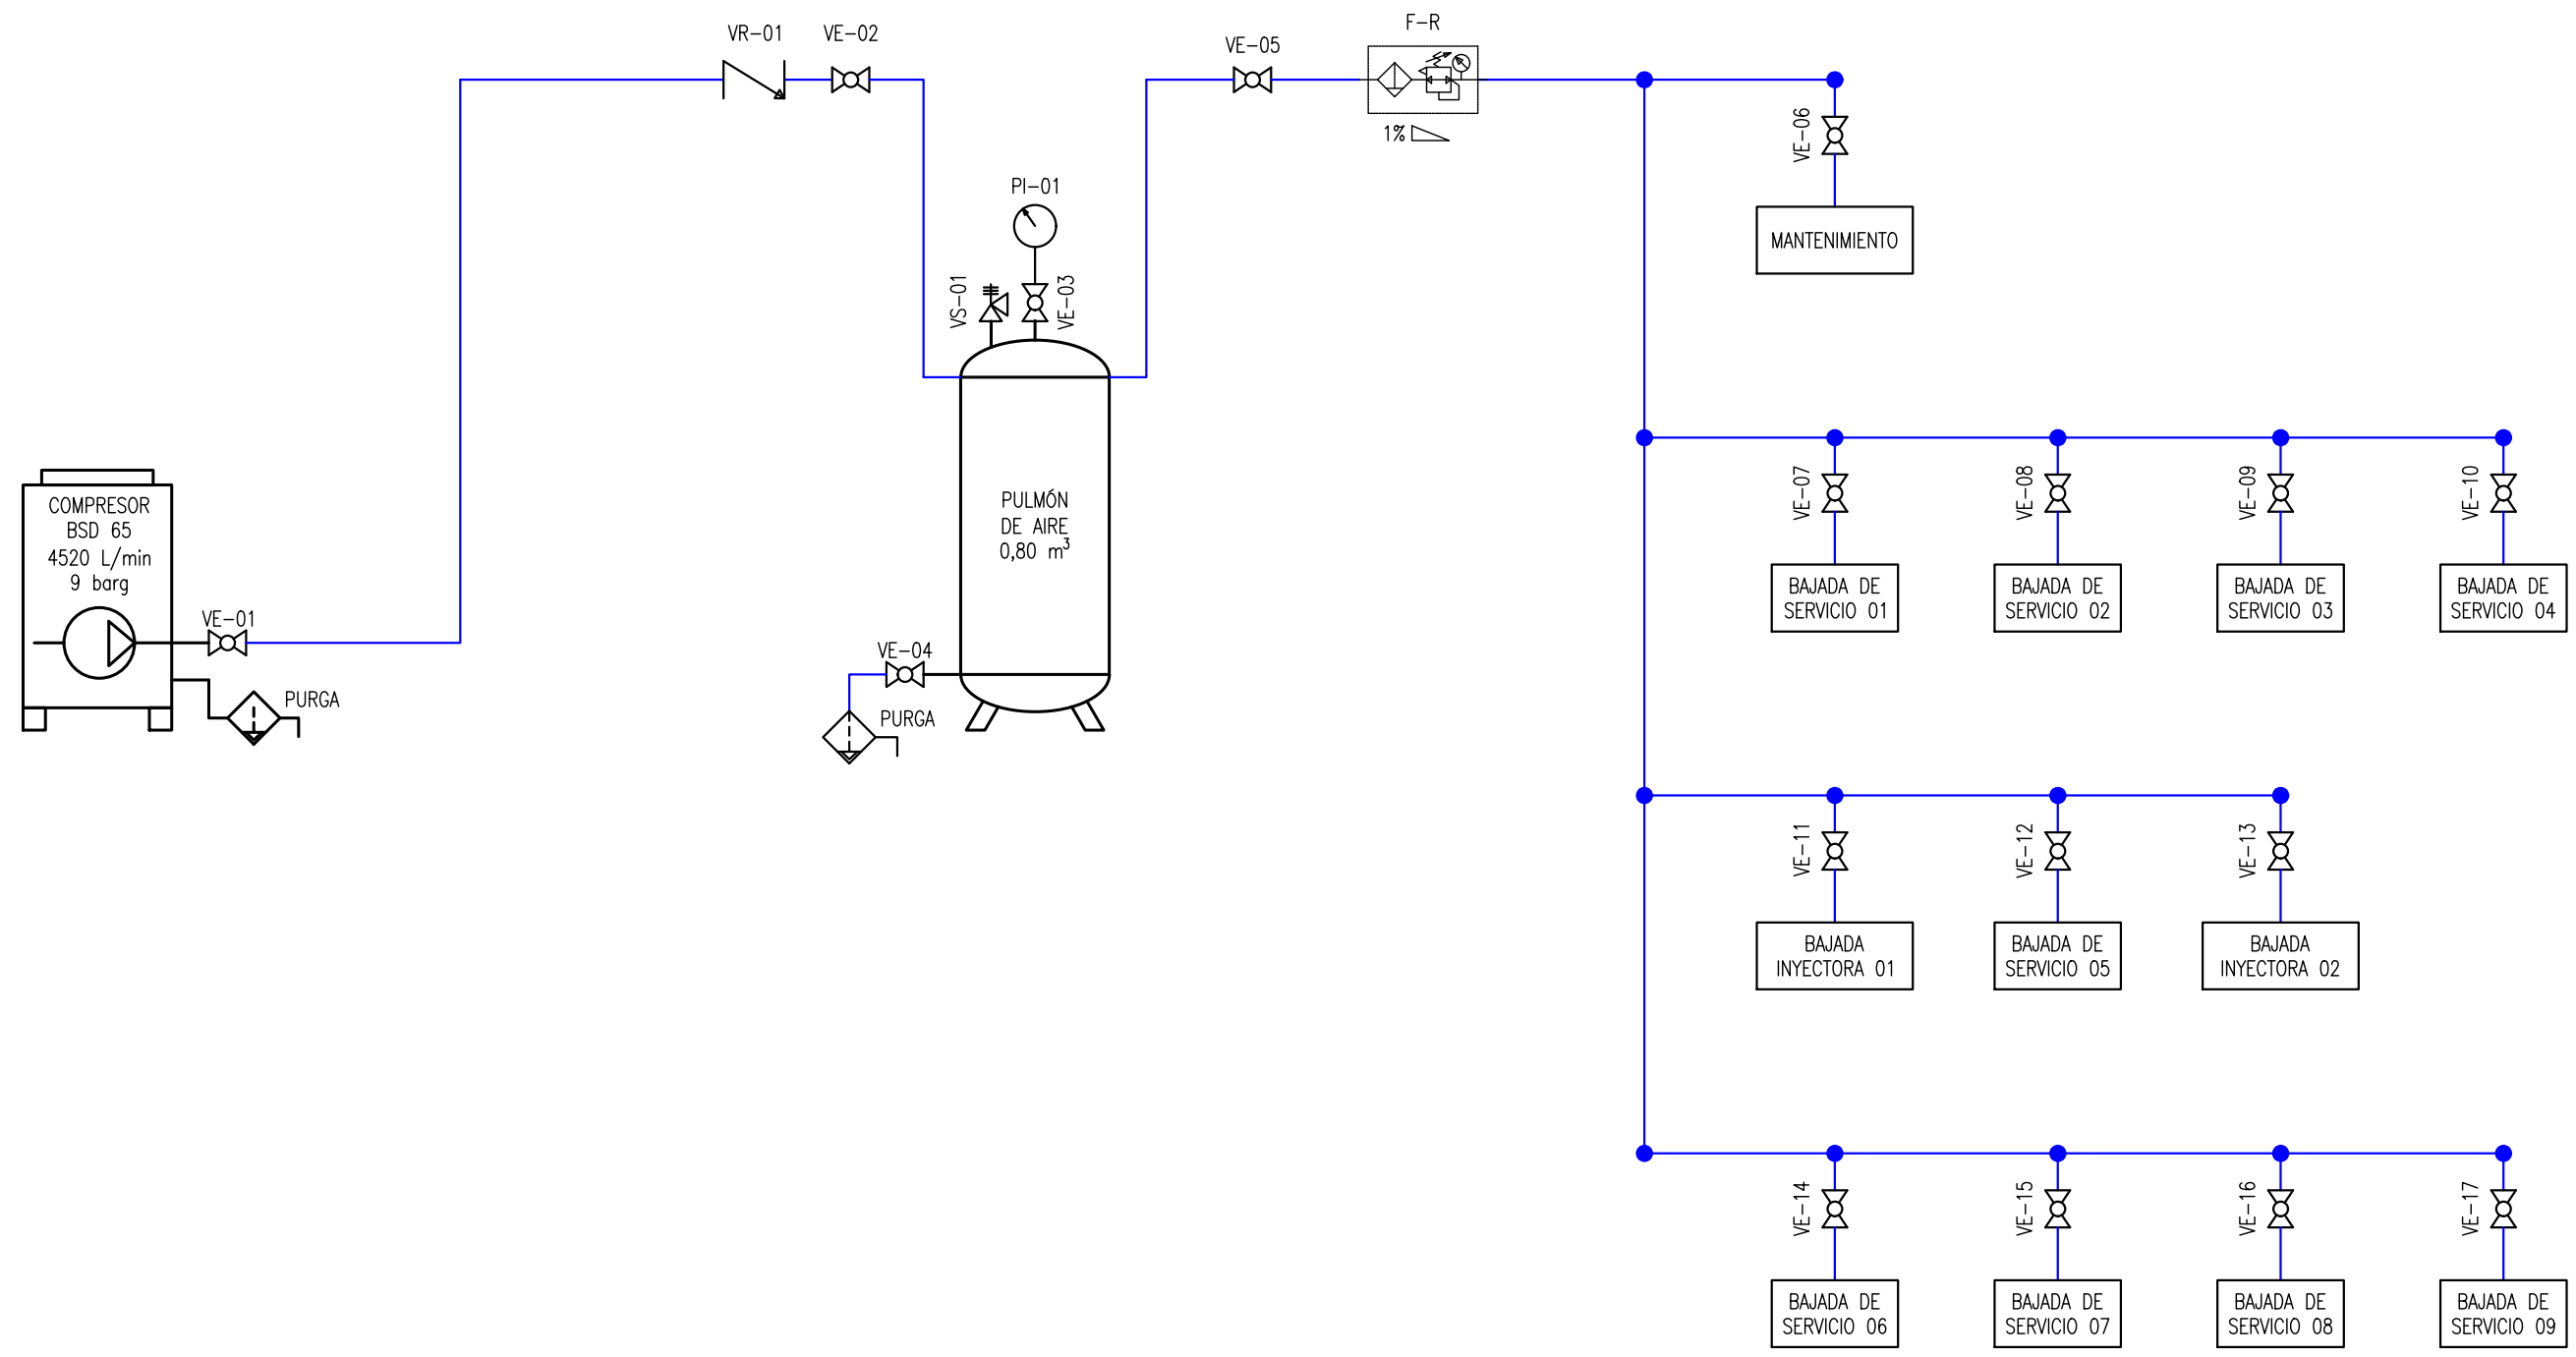 VR-01
VE-02
VE-05
F-R
1%
VE-06
MANTENIMIENTO
PI-01
VS-01
VE-03
COMPRESOR
BSD 65
4520 L/min
9 barg
VE-01
PURGA
PULMÓN
DE AIRE
0,80 m³
VE-04
PURGA
VE-07
VE-08
VE-09
VE-10
BAJADA DE
SERVICIO 01
BAJADA DE
SERVICIO 02
BAJADA DE
SERVICIO 03
BAJADA DE
SERVICIO 04
VE-11
VE-12
VE-13
BAJADA
INYECTORA 01
BAJADA DE
SERVICIO 05
BAJADA
INYECTORA 02
VE-14
VE-15
VE-16
VE-17
BAJADA DE
SERVICIO 06
BAJADA DE
SERVICIO 07
BAJADA DE
SERVICIO 08
BAJADA DE
SERVICIO 09